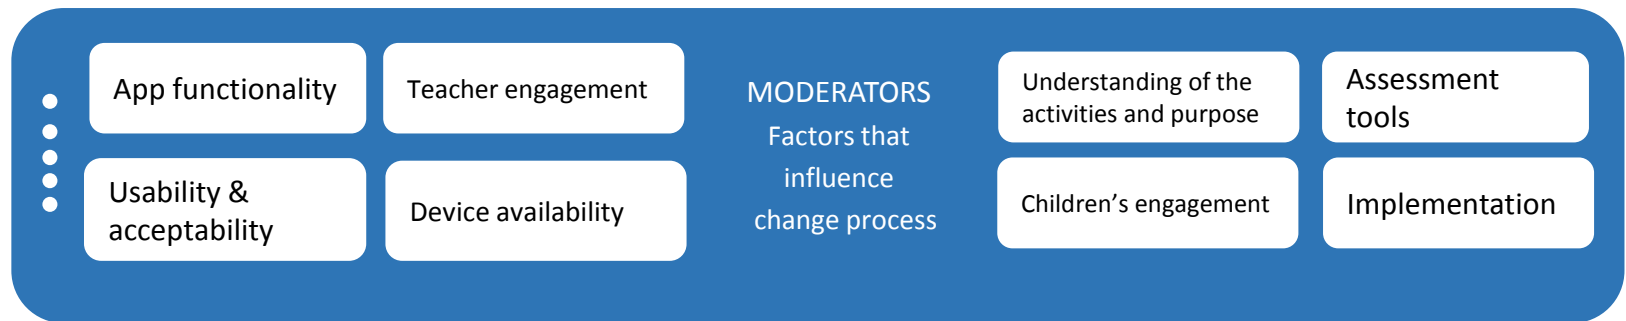 App functionality
Teacher engagement
Usability &
acceptability
Device availability
MODERATORS
Factors that
influence
change process
Understanding of the
activities and purpose
Assessment
tools
Children’s engagement
Implementation